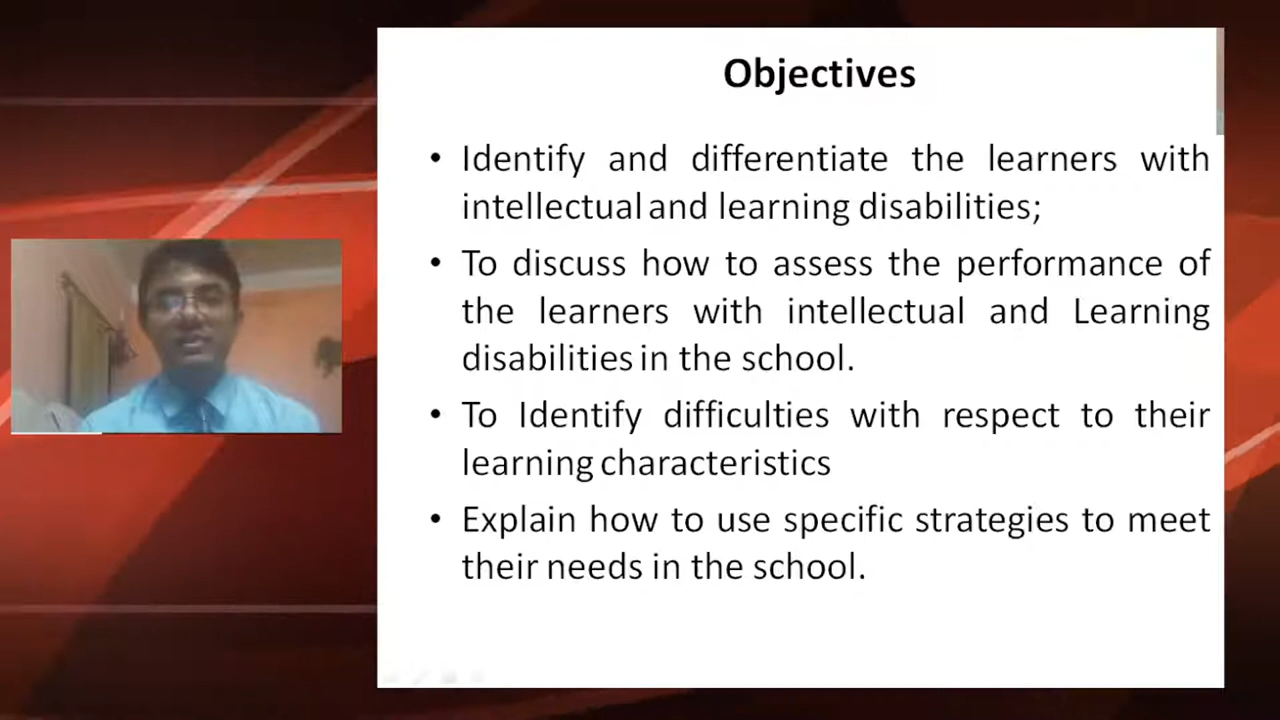 Objectives
• Identify and differentiate the learners with
intellectual and learning disabilities;
• To discuss how to assess the performance of
the learners with intellectual and Learning
disabilities in the school.
• To Identify difficulties with respect to their
learning characteristics
• Explain how to use specific strategies to meet
their needs in the school.